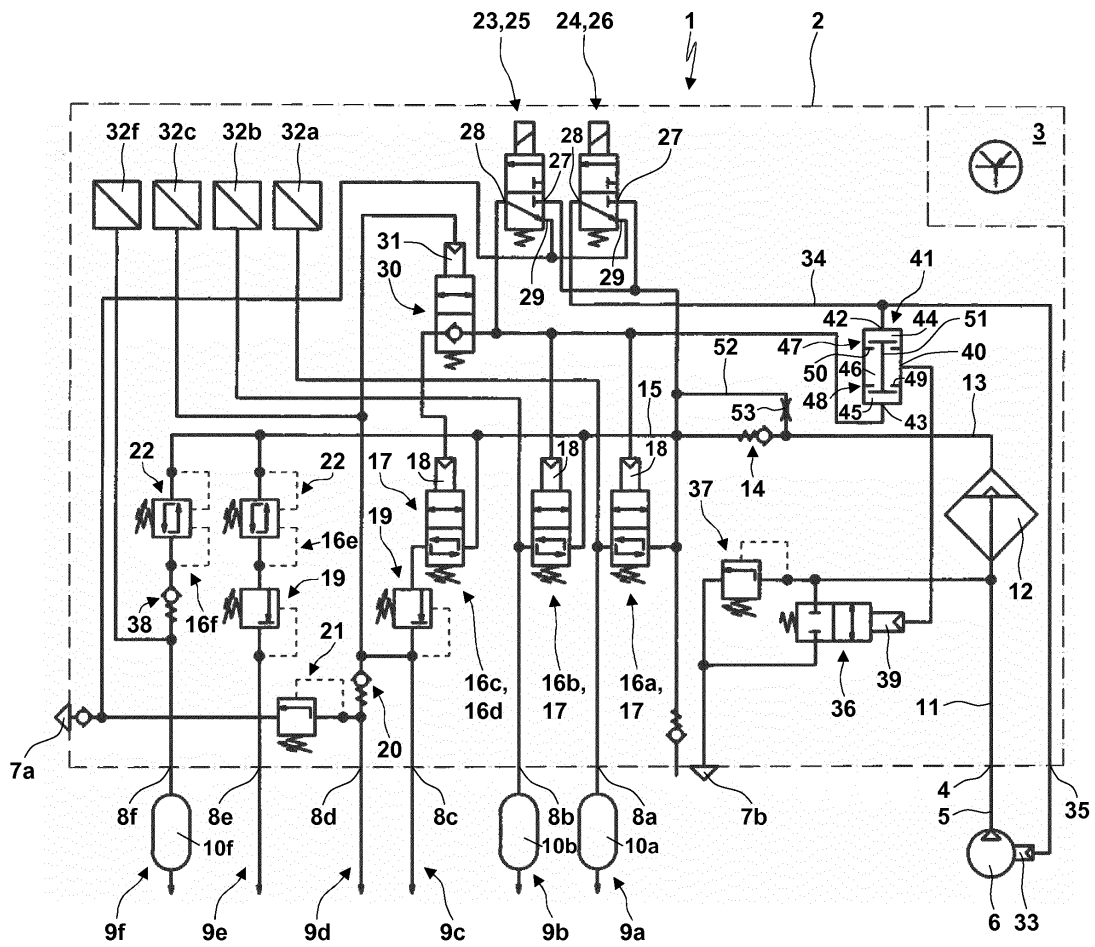 23,25 24,26 1 2
32f 32c 32b 32a 28 28 27 3
27
31 29 29 34 41
30 42 44 51
47 40
52 50 46 49
48 45 43 13
15 53
22 17 18 18 18 14
22 37
19 16e 12
38 16f 19
21 16c, 16b, 16a, 39
16d 17 17 36 11
20
7a
8f 8e 8d 8c 8b 8a 7b 4 35
5
10f 10b 10a
9f 9e 9d 9c 9b 9a 6 33